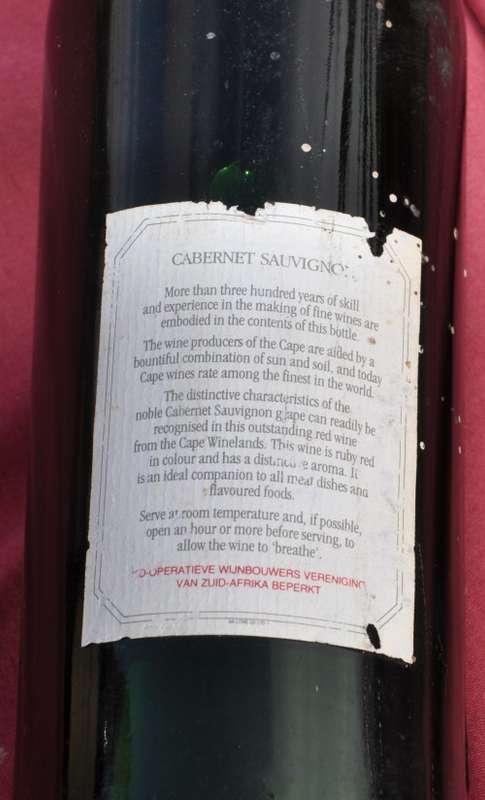 CABERNET SAUVIGNON
More than three hundred years of skill
and experience in the making of fine wines are
embodied in the contents of this bottle.
The wine producers of the Cape are aided by a
bountiful combination of sun and soil, and today
Cape wines rate among the finest in the world.
The distinctive characteristics of the
noble Cabernet Sauvignon grape can readily be
recognised in this outstanding red wine
from the Cape Winelands. This wine is ruby red
in colour and has a distinctive aroma. It
is an ideal companion to all meat dishes and
flavoured foods.
Serve at room temperature and, if possible,
open an hour or more before serving, to
allow the wine to 'breathe'.
CO-OPERATIEVE WIJNBOUWERS VERENIGING
VAN ZUID-AFRIKA BEPERKT